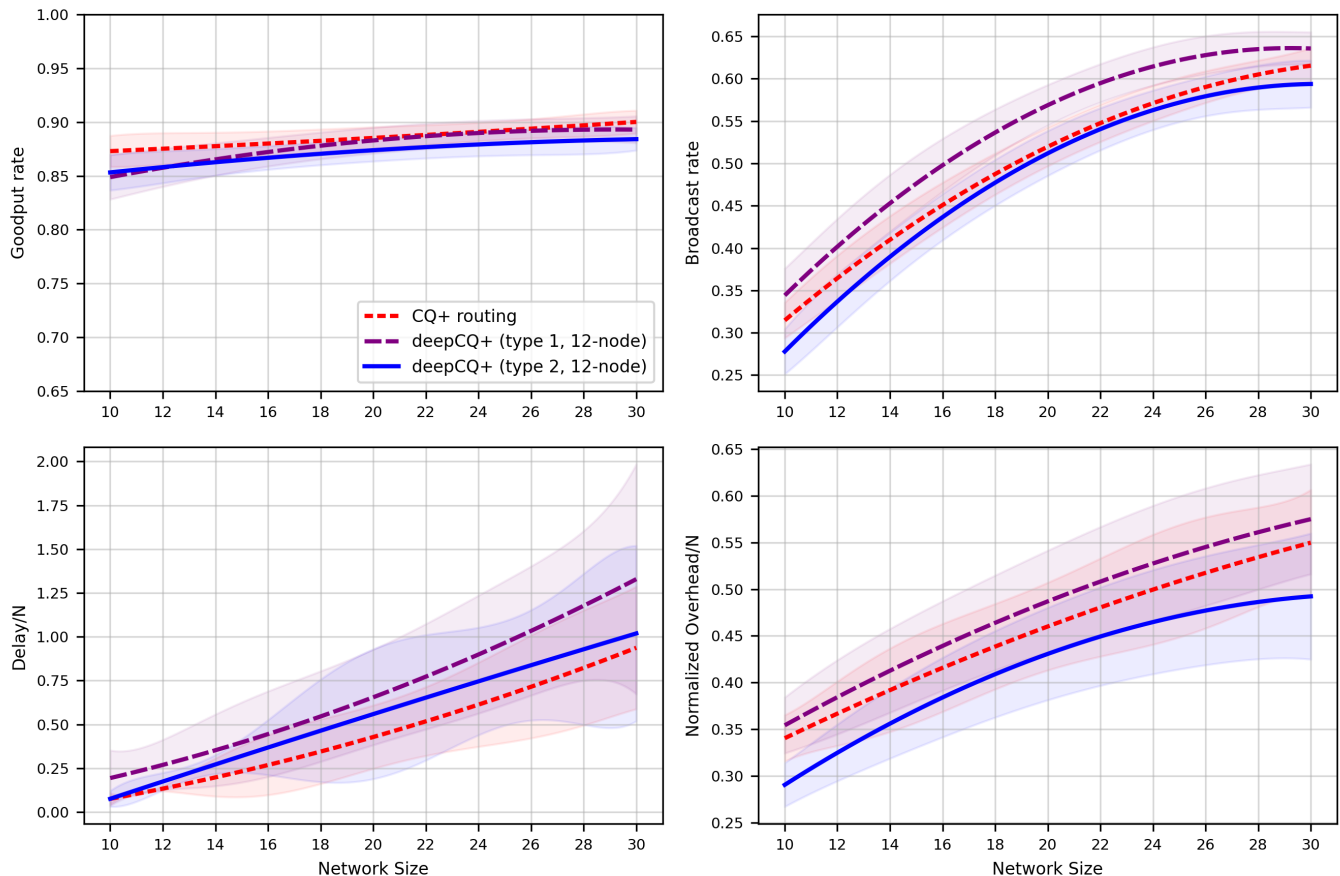 Goodput rate
1.00
0.95
0.90
0.85
0.80
0.75
0.70
0.65
10 12 14 16 18 20 22 24 26 28 30
CQ+ routing
deepCQ+ (type 1, 12-node)
deepCQ+ (type 2, 12-node)
Broadcast rate
0.65
0.60
0.55
0.50
0.45
0.40
0.35
0.30
0.25
10 12 14 16 18 20 22 24 26 28 30
Delay/N
2.00
1.75
1.50
1.25
1.00
0.75
0.50
0.25
0.00
10 12 14 16 18 20 22 24 26 28 30
Network Size
Normalized Overhead/N
0.65
0.60
0.55
0.50
0.45
0.40
0.35
0.30
0.25
10 12 14 16 18 20 22 24 26 28 30
Network Size